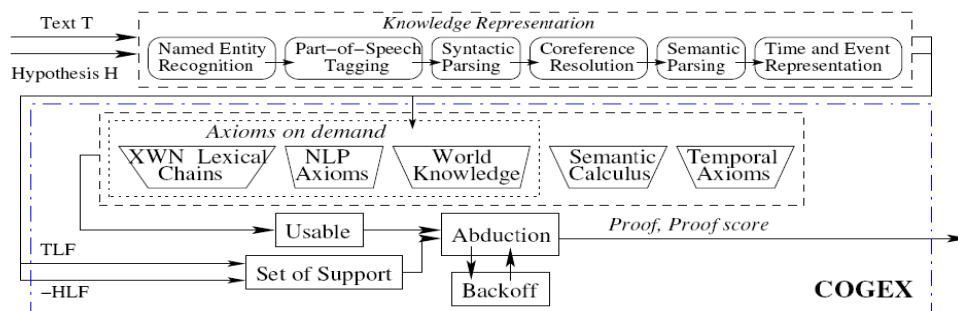 Knowledge Representation
Text T
Hypothesis H
Named Entity
Recognition
Part-of-Speech
Tagging
Syntactic
Parsing
Coreference
Resolution
Semantic
Parsing
Time and Event
Representation
Axioms on demand
XWN Lexical
Chains
NLP
Axioms
World
Knowledge
Semantic
Calculus
Temporal
Axioms
Usable
Abduction
Proof, Proof score
TLF
Set of Support
Backoff
-HLF
COGEX